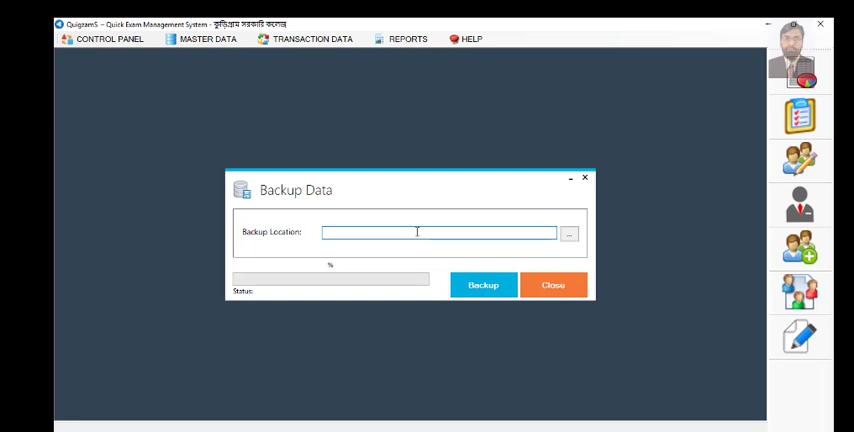 QuigzamS – Quick Exam Management System - কুড়িগ্রাম সরকারি কলেজ
CONTROL PANEL MASTER DATA TRANSACTION DATA REPORTS HELP
Backup Data
Backup Location:
...
%
Status:
Backup Close